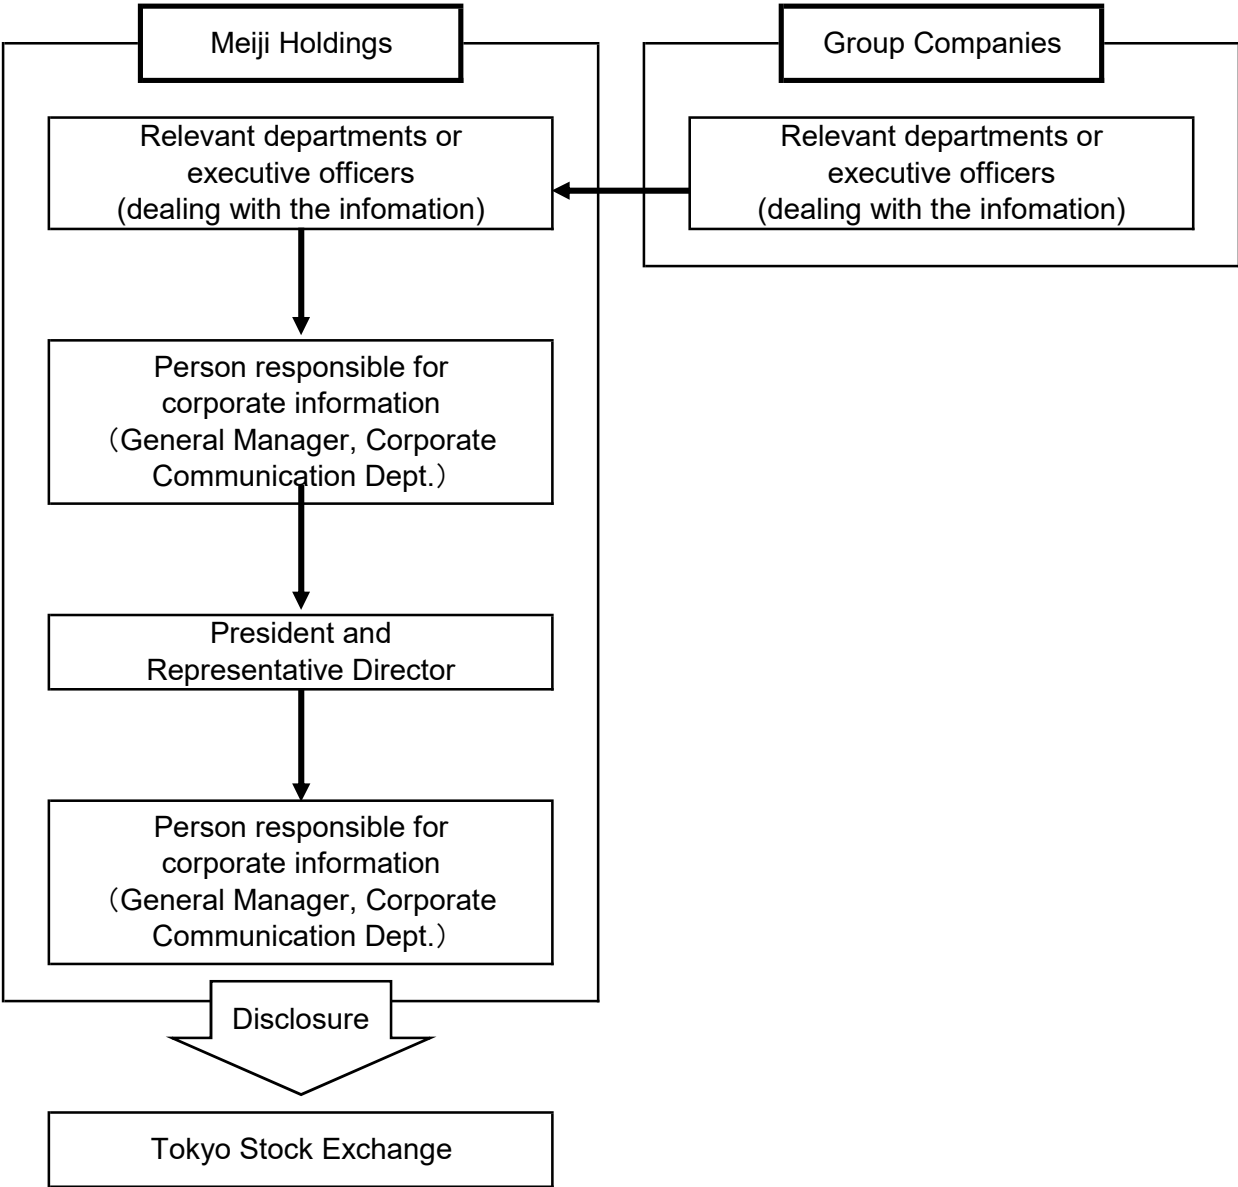 Meiji Holdings
Group Companies
Relevant departments or
executive officers
(dealing with the infomation)
Relevant departments or
executive officers
(dealing with the infomation)
Person responsible for
corporate information
（General Manager, Corporate
Communication Dept.）
President and
Representative Director
Person responsible for
corporate information
（General Manager, Corporate
Communication Dept.）
Disclosure
Tokyo Stock Exchange